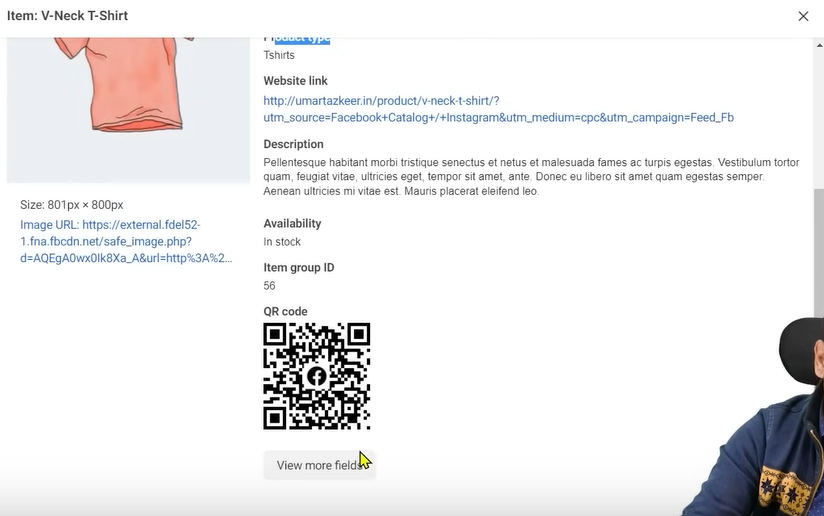 Item: V-Neck T-Shirt
Product type
Tshirts
Website link
http://umartazkeer.in/product/v-neck-t-shirt/?
utm_source=Facebook+Catalog+/+Instagram&utm_medium=cpc&utm_campaign=Feed_Fb
Description
Pellentesque habitant morbi tristique senectus et netus et malesuada fames ac turpis egestas. Vestibulum tortor
quam, feugiat vitae, ultricies eget, tempor sit amet, ante. Donec eu libero sit amet quam egestas semper.
Aenean ultricies mi vitae est. Mauris placerat eleifend leo.
Size: 801px × 800px
Image URL: https://external.fdel52-
1.fna.fbcdn.net/safe_image.php?
d=AQEgA0wx0Ik8Xa_A&url=http%3A%2...
Availability
In stock
Item group ID
56
QR code
View more fields